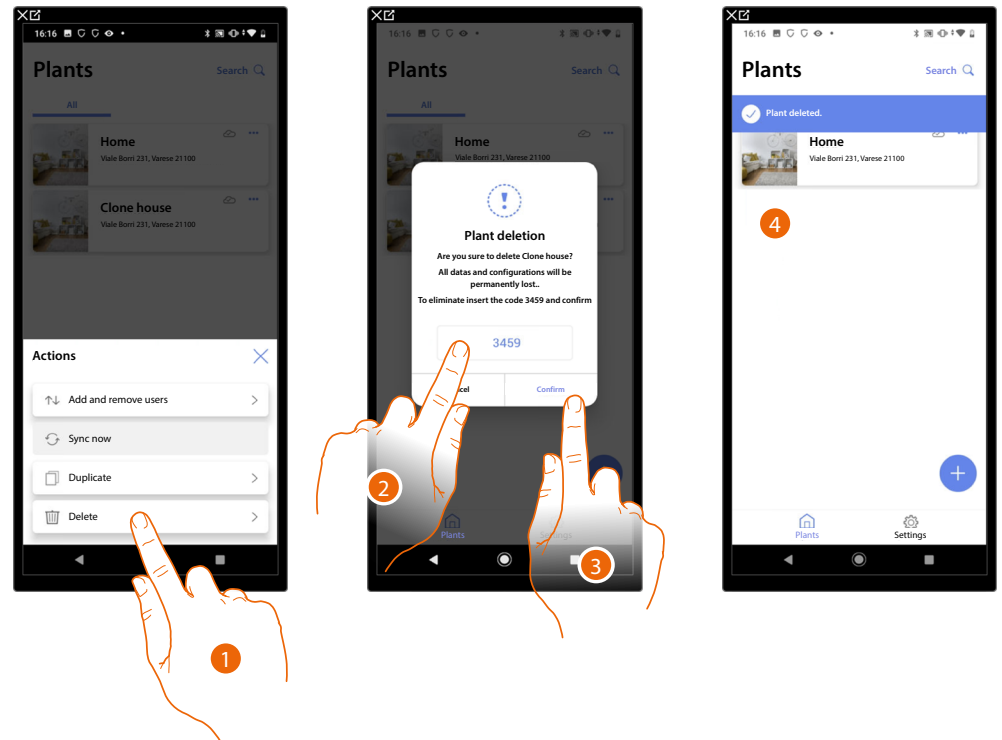 16:16
Plants
Search
All
Home
Viale Borri 231, Varese 21100
Clone house
Viale Borri 231, Varese 21100
Actions
Add and remove users
Sync now
Duplicate
Delete
1
16:16
Plants
Search
All
Home
Viale Borri 231, Varese 21100
Plant deletion
Are you sure to delete Clone house?
All datas and configurations will be
permanently lost..
To eliminate insert the code 3459 and confirm
3459
cel
Confirm
Plants
Settings
2
3
16:16
Plants
Search
Plant deleted.
Home
Viale Borri 231, Varese 21100
4
Plants
Settings